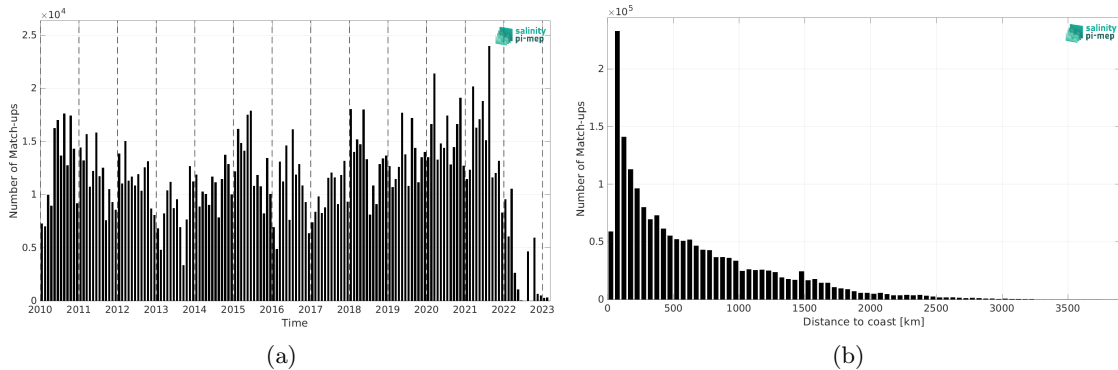 ×10⁴
salinity
pi-mep
2.5
2
1.5
1
0.5
0
Number of Match-ups
2010 2011 2012 2013 2014 2015 2016 2017 2018 2019 2020 2021 2022 2023
Time
(a)
×10⁵
salinity
pi-mep
2
1.5
1
0.5
0
Number of Match-ups
0 500 1000 1500 2000 2500 3000 3500
Distance to coast [km]
(b)